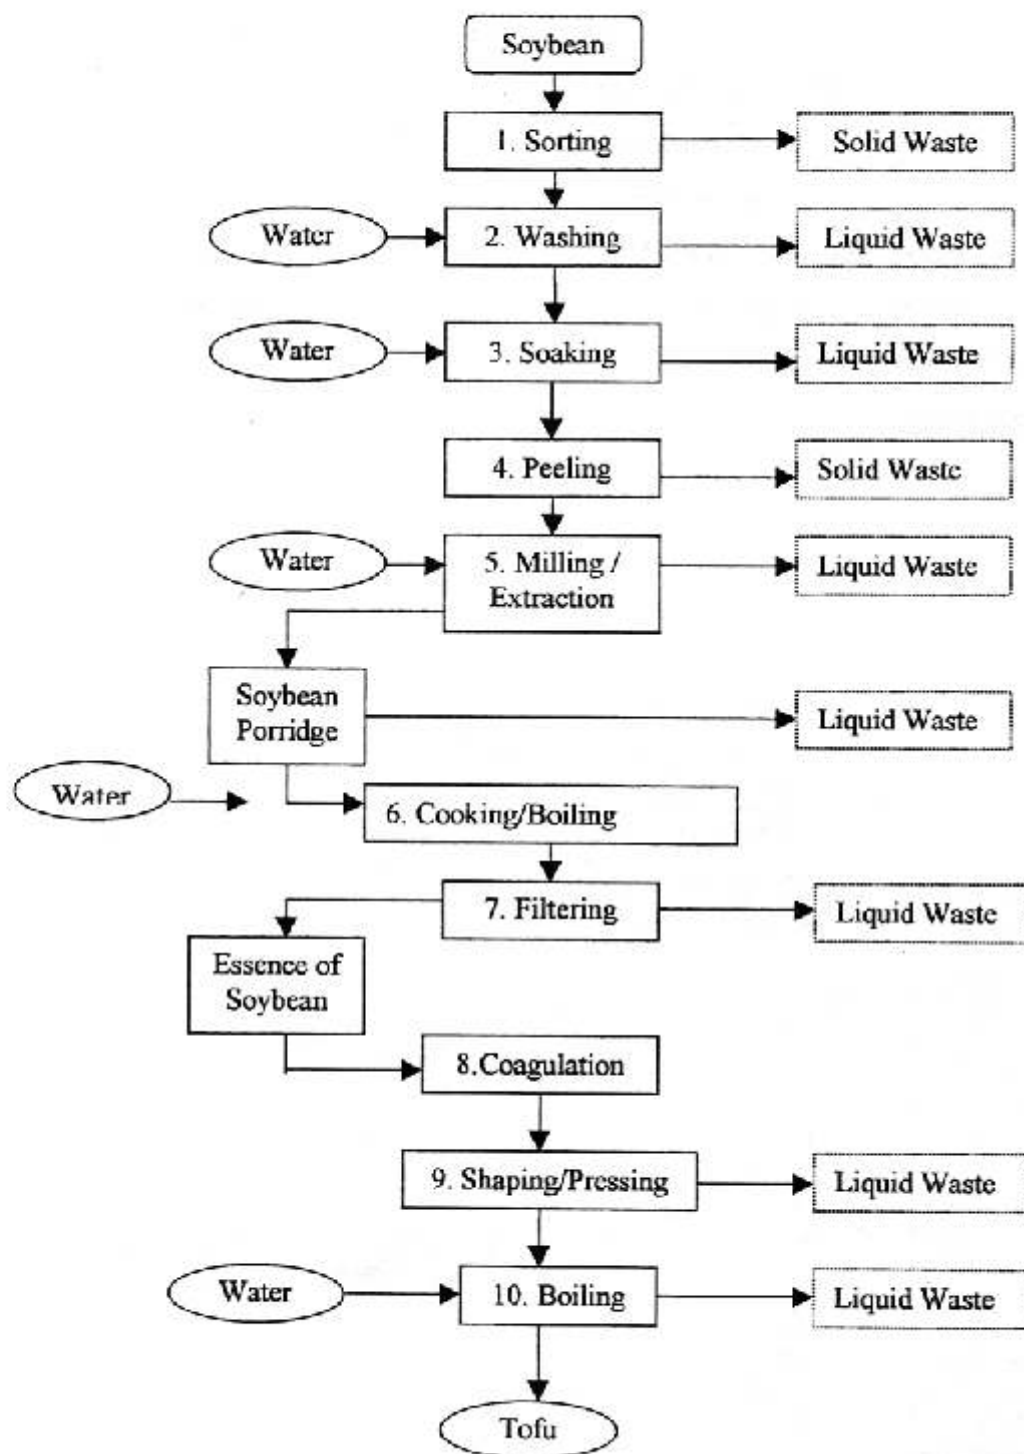 Soybean
1. Sorting
Solid Waste
Water
2. Washing
Liquid Waste
Water
3. Soaking
Liquid Waste
4. Peeling
Solid Waste
Water
5. Milling /
Extraction
Liquid Waste
Soybean
Porridge
Liquid Waste
Water
6. Cooking/Boiling
7. Filtering
Liquid Waste
Essence of
Soybean
8.Coagulation
9. Shaping/Pressing
Liquid Waste
Water
10. Boiling
Liquid Waste
Tofu